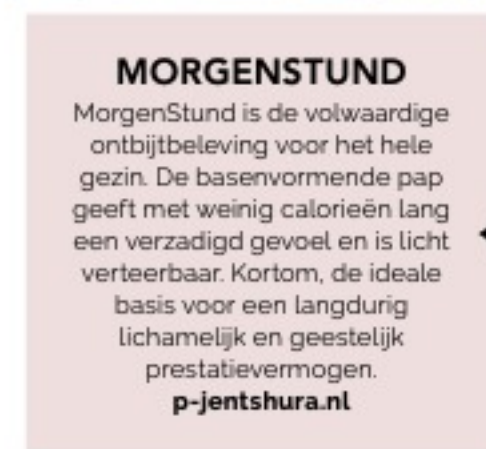 MORGENSTUND
MorgenStund is de volwaardige
ontbijtbeleving voor het hele
gezin. De basenvormende pap
geeft met weinig calorieën lang
een verzadigd gevoel en is licht
verteerbaar. Kortom, de ideale
basis voor een langdurig
lichamelijk en geestelijk
prestatievermogen.
p-jentshura.nl